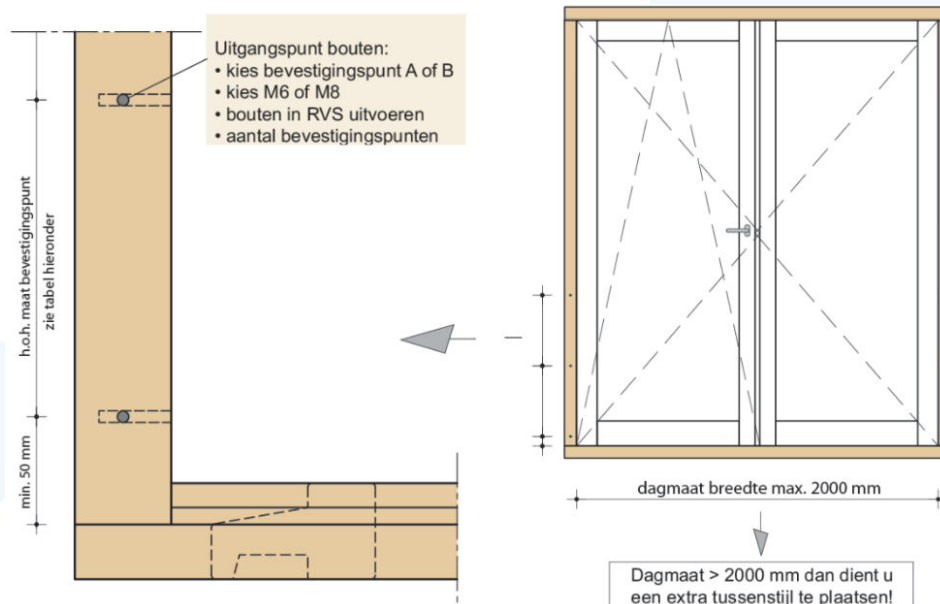 Uitgangspunt bouten:
• kies bevestigingspunt A of B
• kies M6 of M8
• bouten in RVS uitvoeren
• aantal bevestigingspunten
h.o.h. maat bevestigingspunt
zie tabel hieronder
min. 50 mm
dagmaat breedte max. 2000 mm
Dagmaat > 2000 mm dan dient u
een extra tussenstijl te plaatsen!